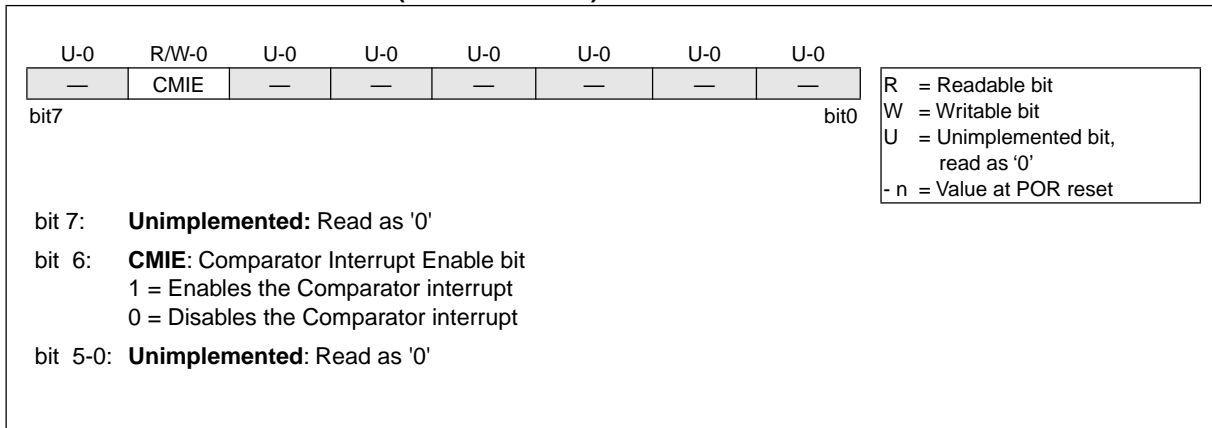 U-0 R/W-0 U-0 U-0 U-0 U-0 U-0 U-0
— CMIE — — — — — —
bit7 bit0
R = Readable bit
W = Writable bit
U = Unimplemented bit,
read as ‘0’
- n = Value at POR reset
bit 7: Unimplemented: Read as '0'
bit 6: CMIE: Comparator Interrupt Enable bit
1 = Enables the Comparator interrupt
0 = Disables the Comparator interrupt
bit 5-0: Unimplemented: Read as '0'